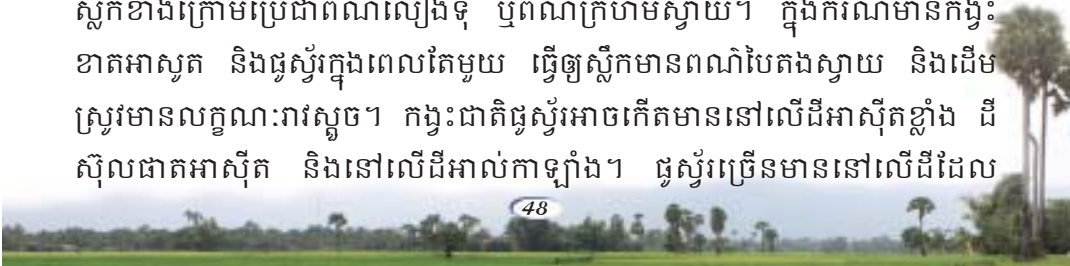 ស្លឹកខាងក្រោមប្រែជាពណ៌លឿងទុំ ឬពណ៌ក្រហមស្វាយ។ ក្នុងករណីមានកង្វះ
ខាតអាសូត និងផូស្វ័រក្នុងពេលតែមួយ ធ្វើឲ្យស្លឹកមានពណ៌បៃតងស្វាយ និងដើម
ស្រូវមានលក្ខណៈរាវស្តួច។ កង្វះជាតិផូស្វ័រអាចកើតមាននៅលើដីអាស៊ីតខ្លាំង ដី
ស៊ុលផាតអាស៊ីត និងនៅលើដីអាល់កាឡាំង។ ផូស្វ័រច្រើនមាននៅលើដីដែល
48